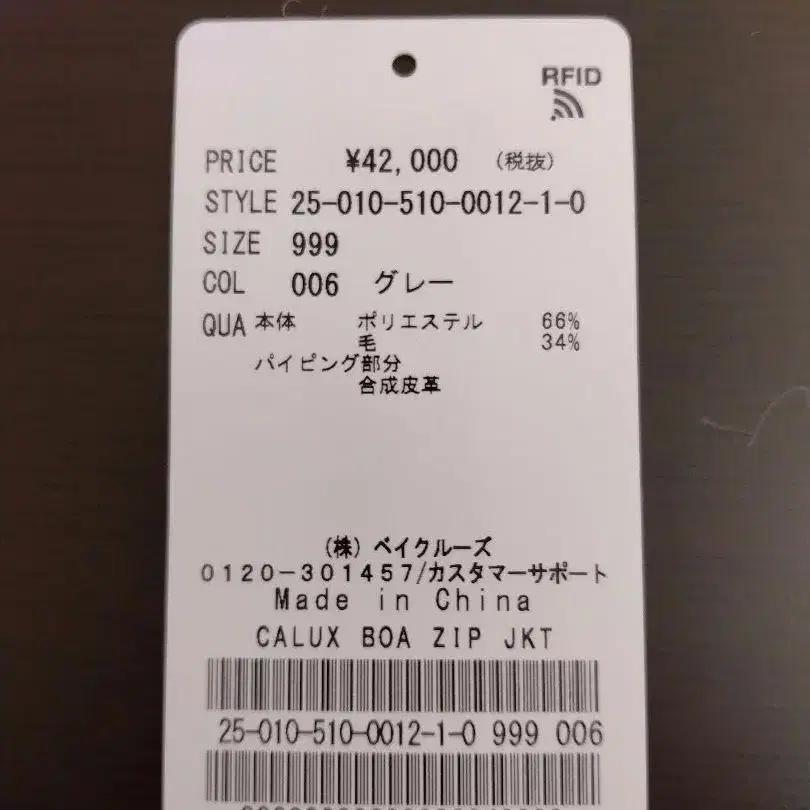 RFID
PRICE ¥42,000 (税抜)
STYLE 25-010-510-0012-1-0
SIZE 999
COL 006 グレー
QUA 本体 ポリエステル 66%
毛 34%
パイピング部分
合成皮革
(株) ベイクルーズ
0120-301457/カスタマーサポート
Made in China
CALUX BOA ZIP JKT
25-010-510-0012-1-0 999 006